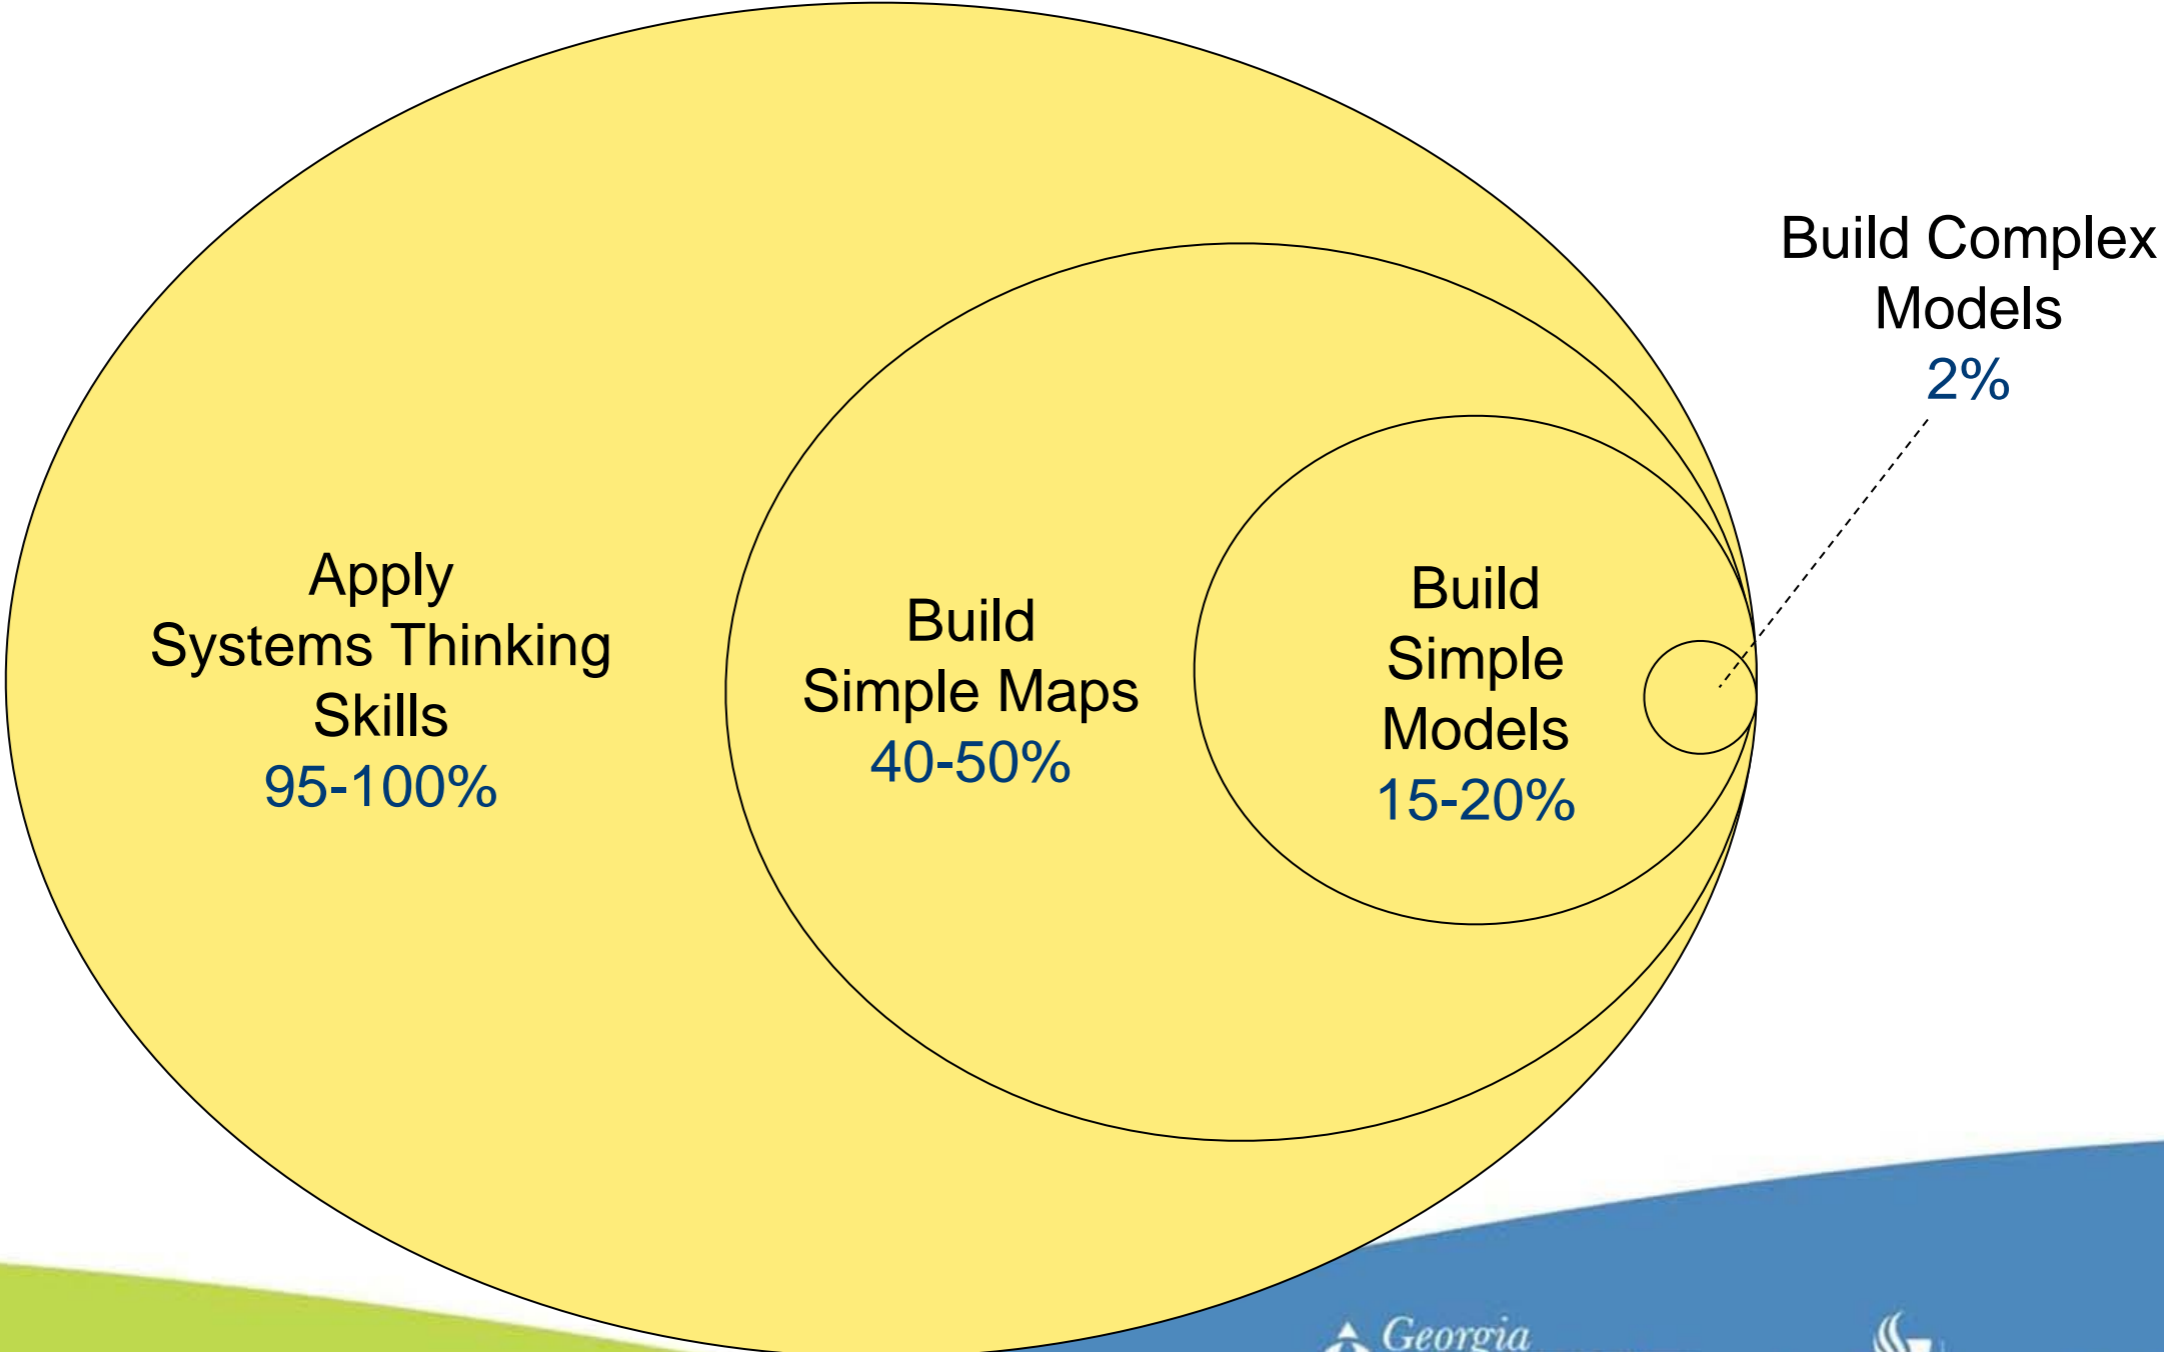 Apply
Systems Thinking
Skills
95-100%
Build
Simple Maps
40-50%
Build
Simple
Models
15-20%
Build Complex
Models
2%
Georgia